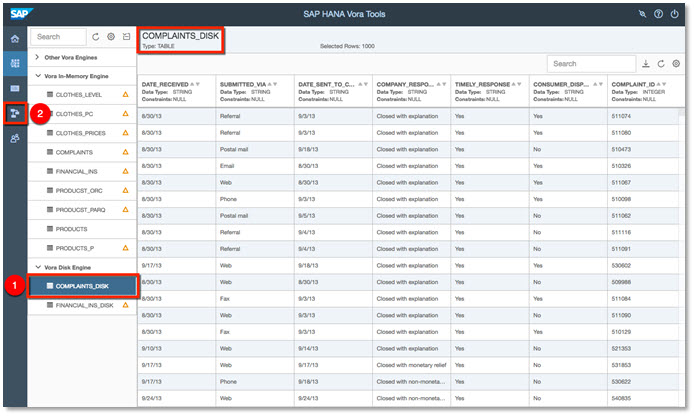 SAP
SAP HANA Vora Tools
Search
COMPLAINTS_DISK
Type: TABLE
Selected Rows: 1000
Other Vora Engines
Vora In-Memory Engine
CLOTHES_LEVEL
2
CLOTHES_PC
CLOTHES_PRICES
COMPLAINTS
FINANCIAL_INS
PRODUCST_ORC
PRODUCST_PARQ
PRODUCTS
PRODUCTS_P
Vora Disk Engine
1
COMPLAINTS_DISK
FINANCIAL_INS_DISK
Search
DATE_RECEIVED SUBMITTED_VIA DATE_SENT_TO_C... COMPANY_RESPO... TIMELY_RESPONSE CONSUMER_DISP... COMPLAINT_ID
Data Type: STRING Data Type: STRING Data Type: STRING Data Type: STRING Data Type: STRING Data Type: STRING Data Type: INTEGER
Constraints:NULL Constraints:NULL Constraints:NULL Constraints:NULL Constraints:NULL Constraints:NULL Constraints:NULL
8/30/13 Referral 9/3/13 Closed with explanation Yes Yes 511074
8/30/13 Referral 9/3/13 Closed with explanation Yes Yes 511080
8/30/13 Postal mail 9/18/13 Closed with explanation Yes No 510473
8/30/13 Email 9/3/13 Closed with explanation Yes Yes 510326
8/30/13 Web 8/30/13 Closed with explanation Yes Yes 511067
8/30/13 Phone 9/3/13 Closed with explanation Yes Yes 510098
8/30/13 Postal mail 9/5/13 Closed with explanation Yes No 511062
8/30/13 Referral 9/4/13 Closed with explanation Yes No 511116
8/30/13 Referral 9/4/13 Closed with explanation Yes No 511091
9/17/13 Web 9/18/13 Closed with explanation Yes Yes 530602
8/30/13 Web 8/30/13 Closed with explanation Yes No 509988
8/30/13 Fax 9/3/13 Closed with explanation Yes Yes 511084
8/30/13 Web 8/30/13 Closed with explanation Yes No 511090
8/30/13 Fax 9/3/13 Closed with explanation Yes Yes 510129
9/10/13 Web 9/14/13 Closed with explanation Yes No 521353
9/17/13 Web 9/17/13 Closed with monetary relief Yes No 531853
9/17/13 Phone 9/18/13 Closed with non-moneta... Yes No 530622
9/24/13 Web 9/24/13 Closed with non-moneta... Yes No 540835